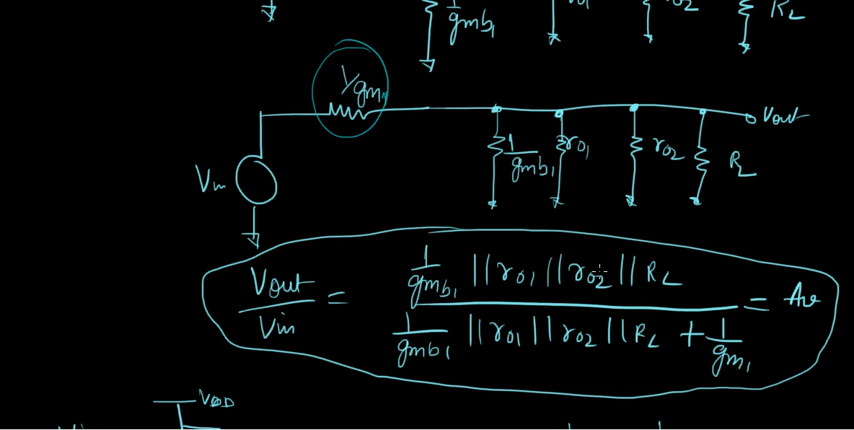 1/gmb1 ro1 ro2 RL
1/gm1
Vout
Vin 1/gmb1 ro1 ro2 RL
Vout/Vin = (1/gmb1 || ro1 || ro2 || RL) / (1/gmb1 || ro1 || ro2 || RL + 1/gm1) = Av
VDD